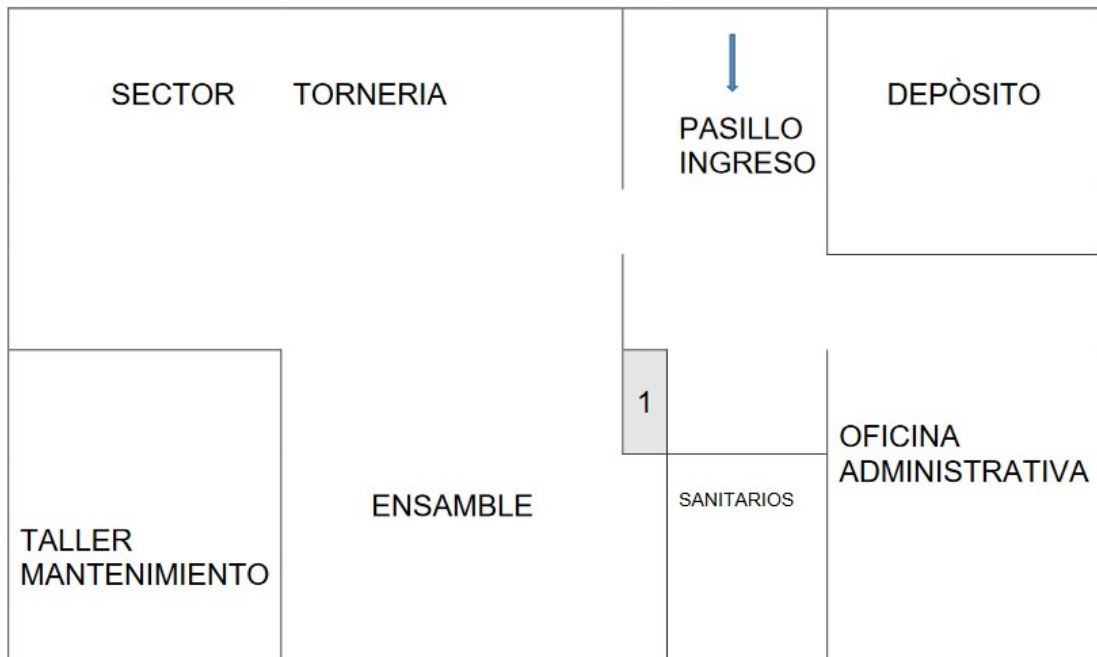 SECTOR TORNERIA
PASILLO
INGRESO
DEPÒSITO
1
OFICINA
ADMINISTRATIVA
ENSAMBLE
SANITARIOS
TALLER
MANTENIMIENTO